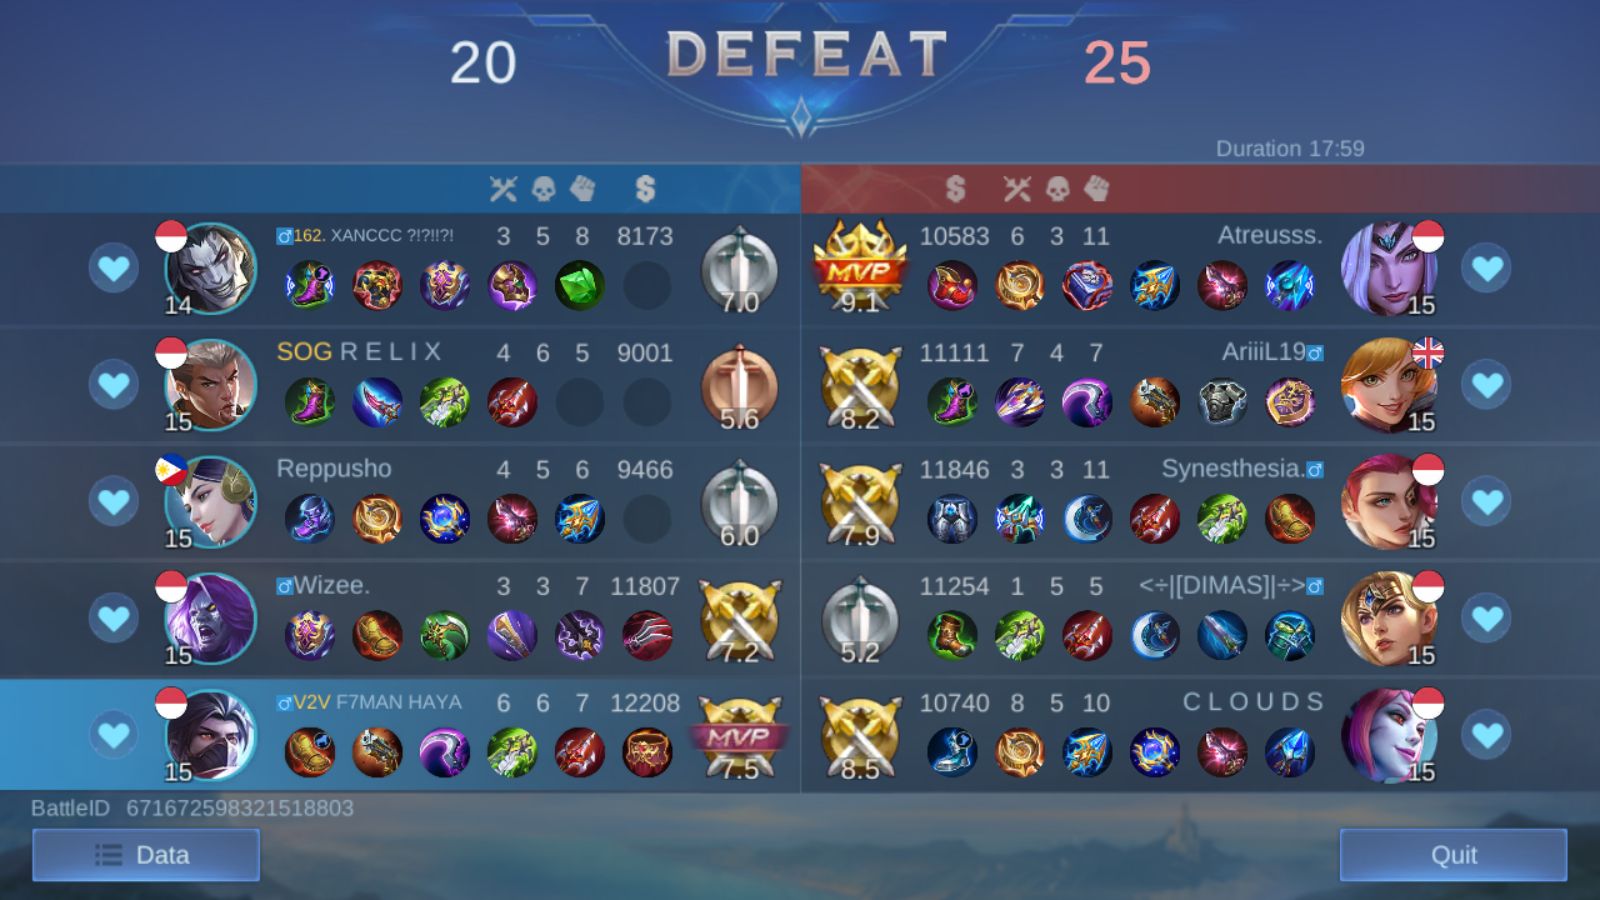 20 DEFEAT 25
Duration 17:59
162. XANCCC ?!?!!?! 3 5 8 8173
14 7.0
MVP 10583 6 3 11 Atreusss.
9.1 15
SOG R E L I X 4 6 5 9001
15 5.6
11111 7 4 7 AriiiL19
8.2 15
Reppusho 4 5 6 9466
15 6.0
11846 3 3 11 Synesthesia.
7.9 15
Wizee. 3 3 7 11807
15 7.2
11254 1 5 5 <÷|[DIMAS]|÷>
5.2 15
V2V F7MAN HAYA 6 6 7 12208
MVP
15 7.5
10740 8 5 10 C L O U D S
8.5 15
BattleID 671672598321518803
Data
Quit